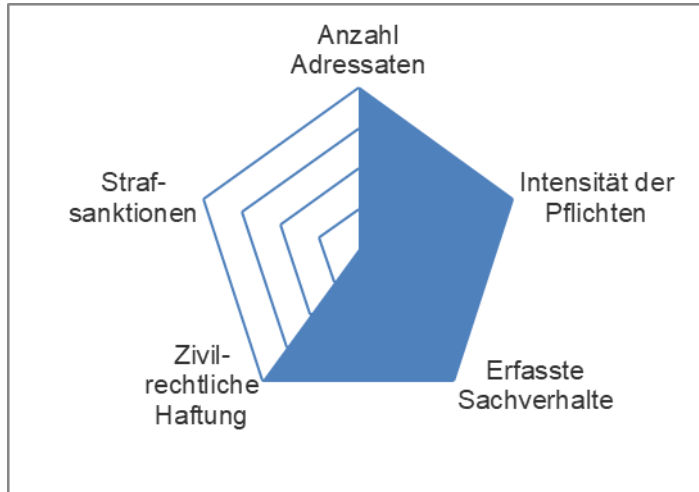 Anzahl
Adressaten
Straf-
sanktionen
Intensität der
Pflichten
Zivil-
rechtliche
Haftung
Erfasste
Sachverhalte